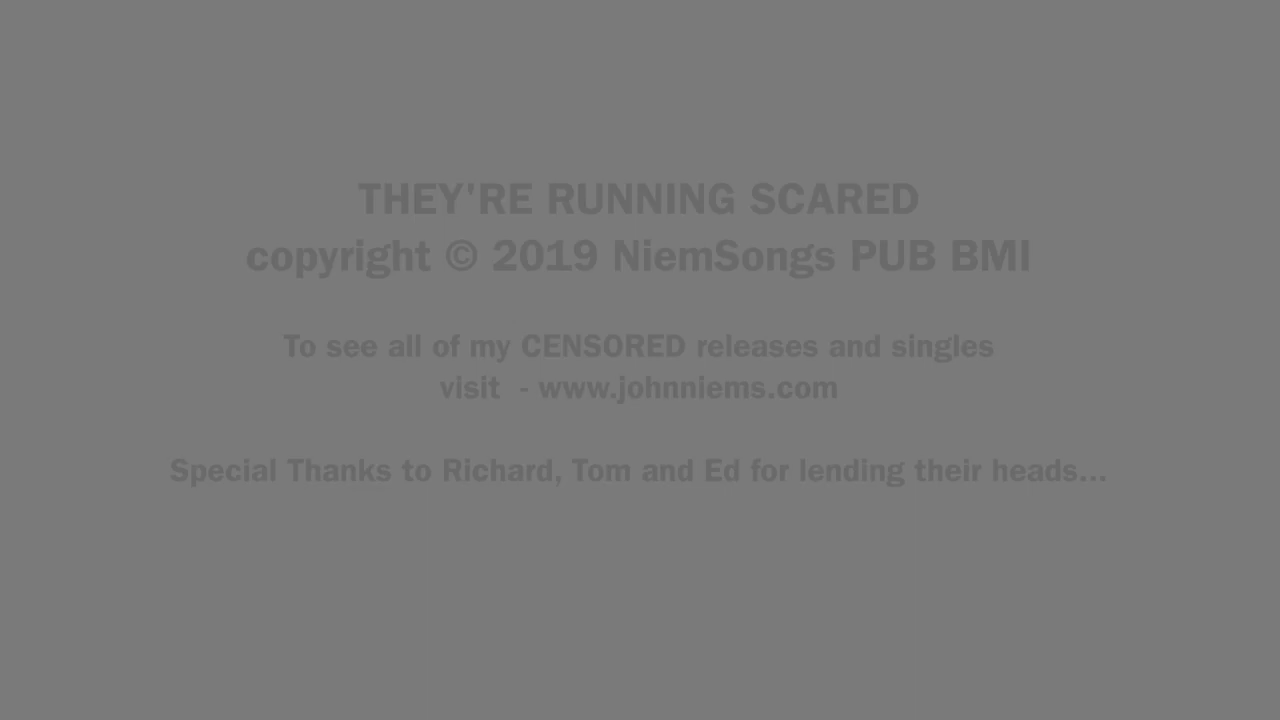 THEY'RE RUNNING SCARED
copyright © 2019 NiemSongs PUB BMI
To see all of my CENSORED releases and singles
visit  - www.johnniems.com
Special Thanks to Richard, Tom and Ed for lending their heads...